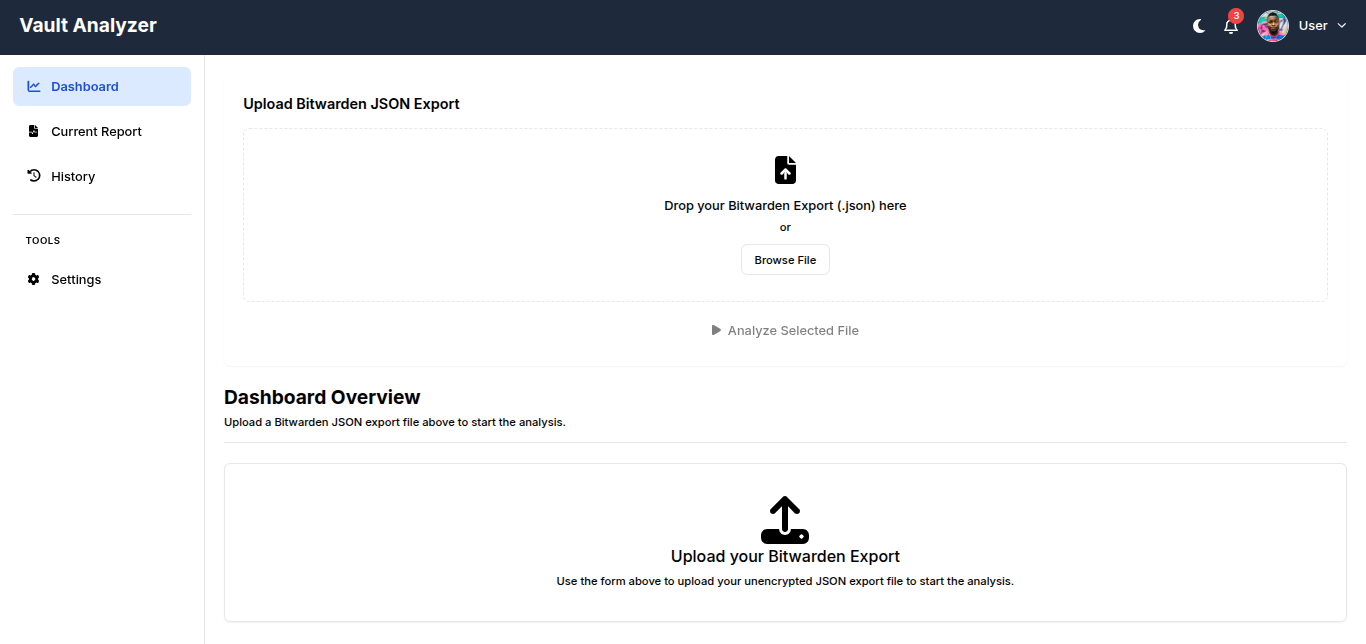 Vault Analyzer
3
User
Dashboard
Current Report
History
TOOLS
Settings
Upload Bitwarden JSON Export
Drop your Bitwarden Export (.json) here
or
Browse File
Analyze Selected File
Dashboard Overview
Upload a Bitwarden JSON export file above to start the analysis.
Upload your Bitwarden Export
Use the form above to upload your unencrypted JSON export file to start the analysis.